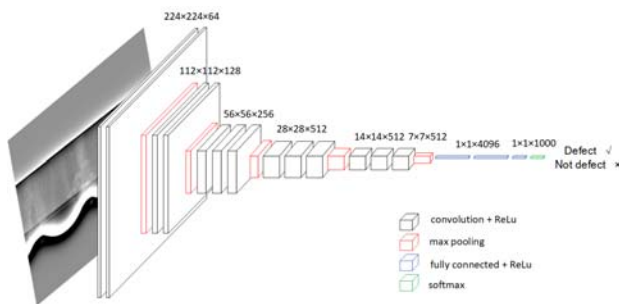 224×224×64
112×112×128
56×56×256
28×28×512
14×14×512
7×7×512
1×1×4096
1×1×1000
Defect √
Not defect ×
convolution + ReLu
max pooling
fully connected + ReLu
softmax